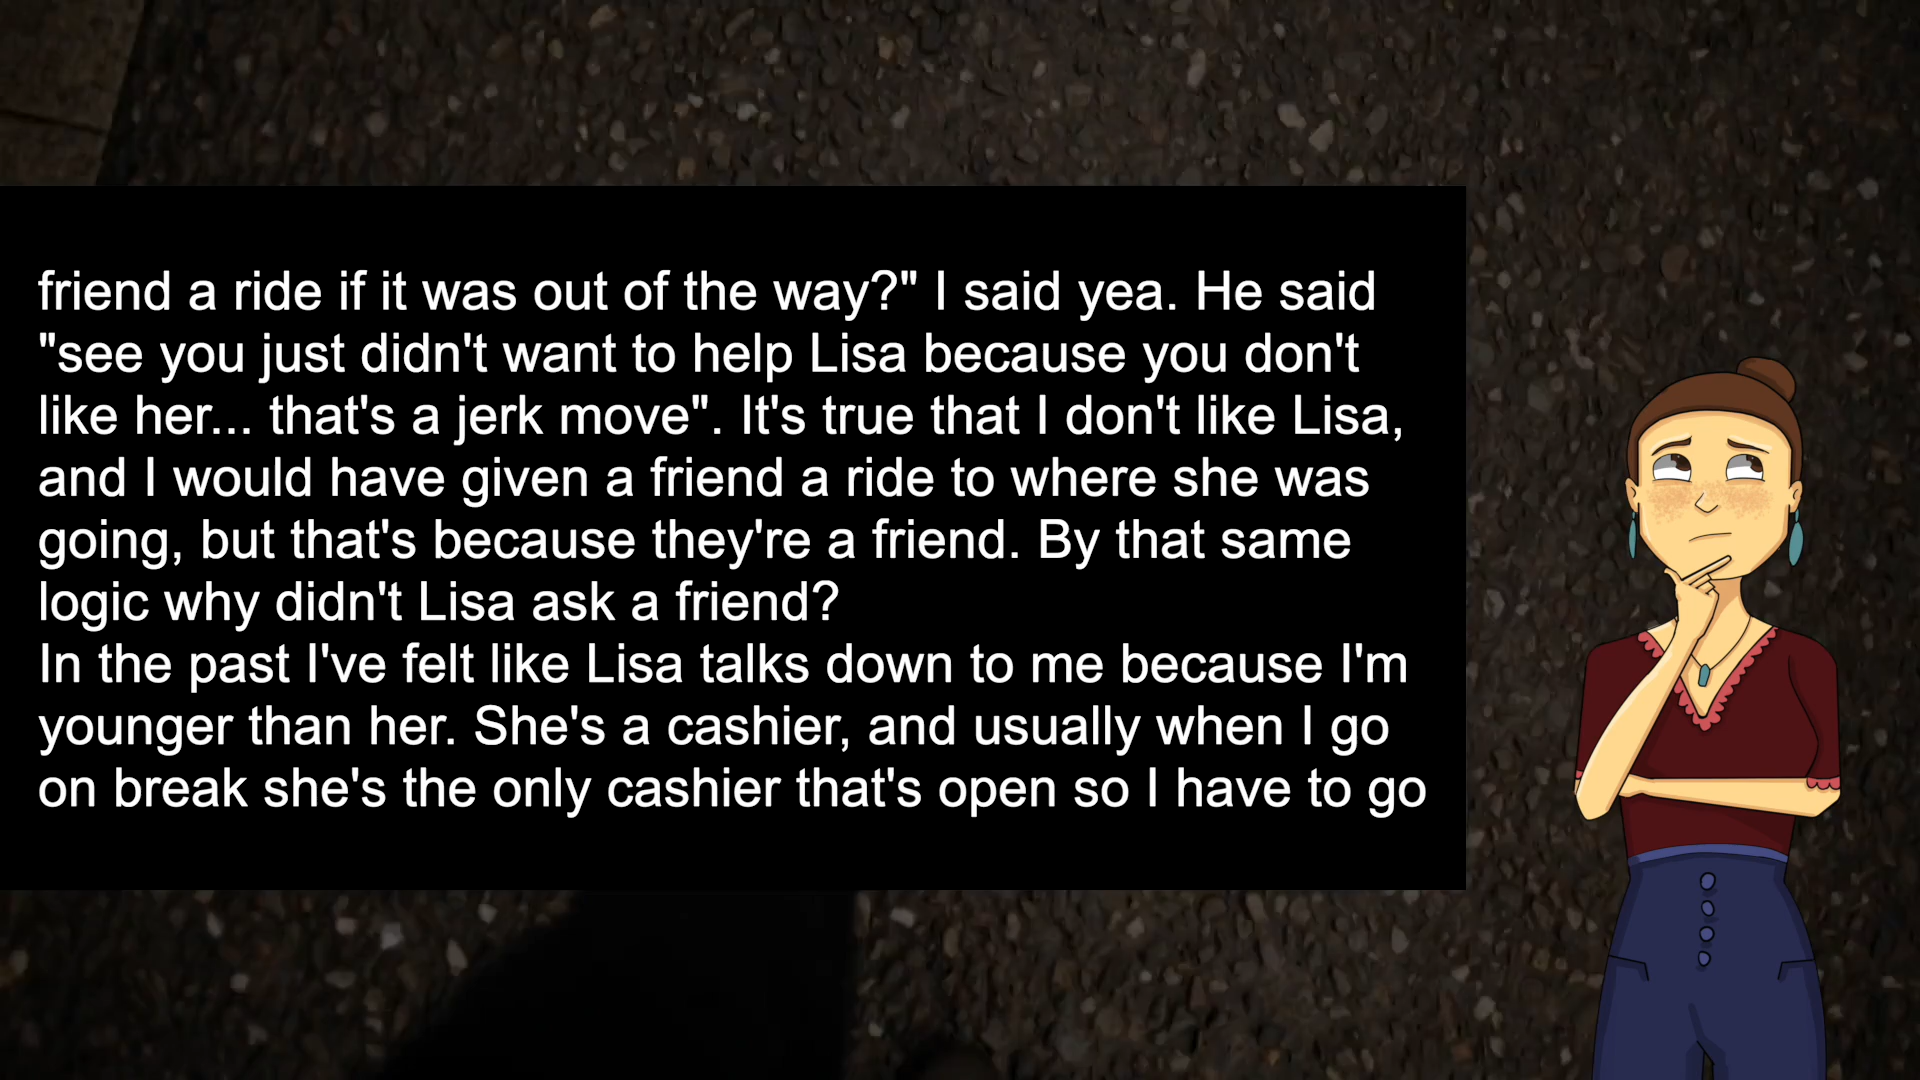 friend a ride if it was out of the way?" I said yea. He said
"see you just didn't want to help Lisa because you don't
like her... that's a jerk move". It's true that I don't like Lisa,
and I would have given a friend a ride to where she was
going, but that's because they're a friend. By that same
logic why didn't Lisa ask a friend?
In the past I've felt like Lisa talks down to me because I'm
younger than her. She's a cashier, and usually when I go
on break she's the only cashier that's open so I have to go